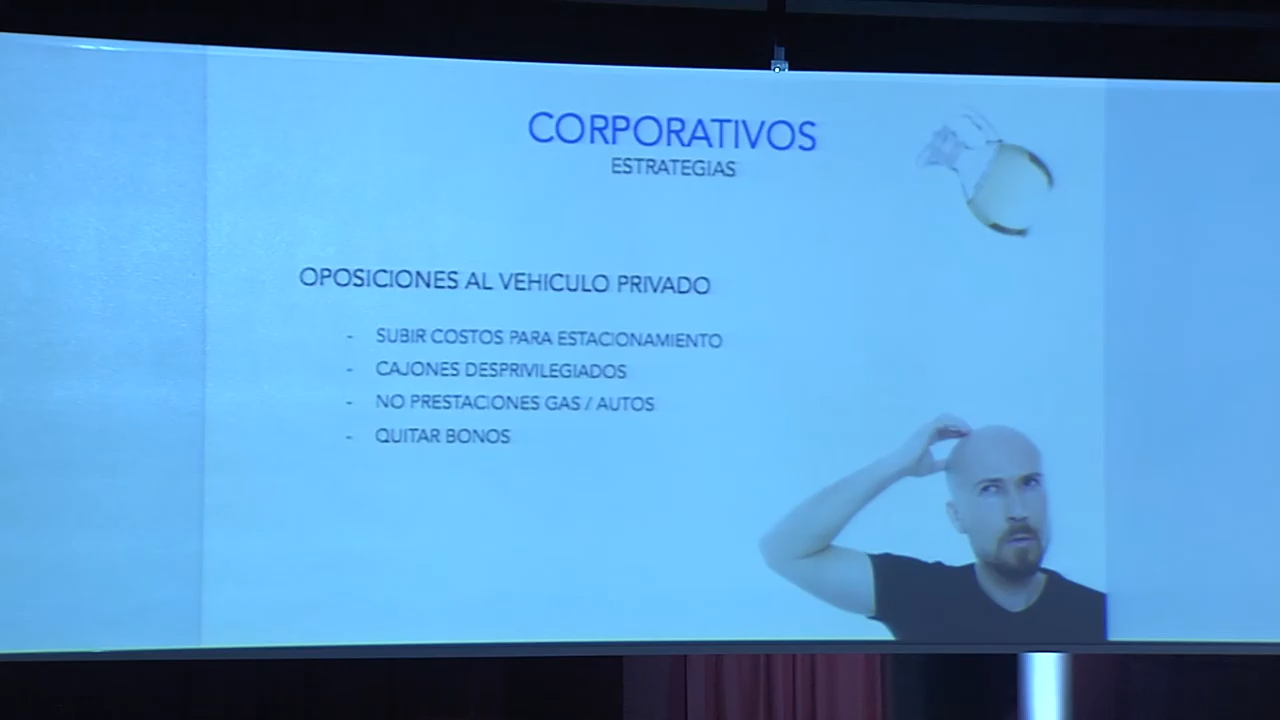 CORPORATIVOS
ESTRATEGIAS
OPOSICIONES AL VEHICULO PRIVADO
- SUBIR COSTOS PARA ESTACIONAMIENTO
- CAJONES DESPRIVILEGIADOS
- NO PRESTACIONES GAS / AUTOS
- QUITAR BONOS